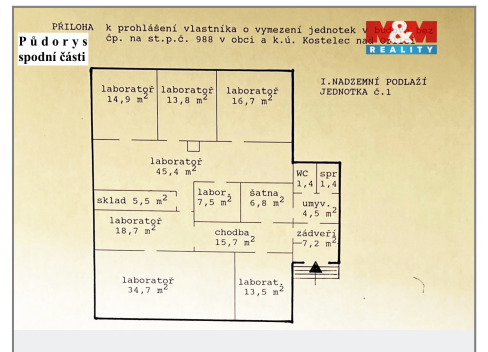 PŘÍLOHA k prohlášení vlastníka o vymezení jednotek v
čp. na st.p.č. 988 v obci a k.ú. Kostelec
M&M
REALITY
Půdorys
spodní části
I.NADZEMNÍ PODLAŽÍ
JEDNOTKA č.1
laboratoř
14,9 m2
laboratoř
13,8 m2
laboratoř
16,7 m2
laboratoř
45,4 m2
WC
1,4
spr
1,4
sklad 5,5 m2
labor.
7,5 m2
šatna
6,8 m2
umyv.
4,5 m2
laboratoř
18,7 m2
chodba
15,7 m2
zádveří
7,2 m2
laboratoř
34,7 m2
laborat.
13,5 m2